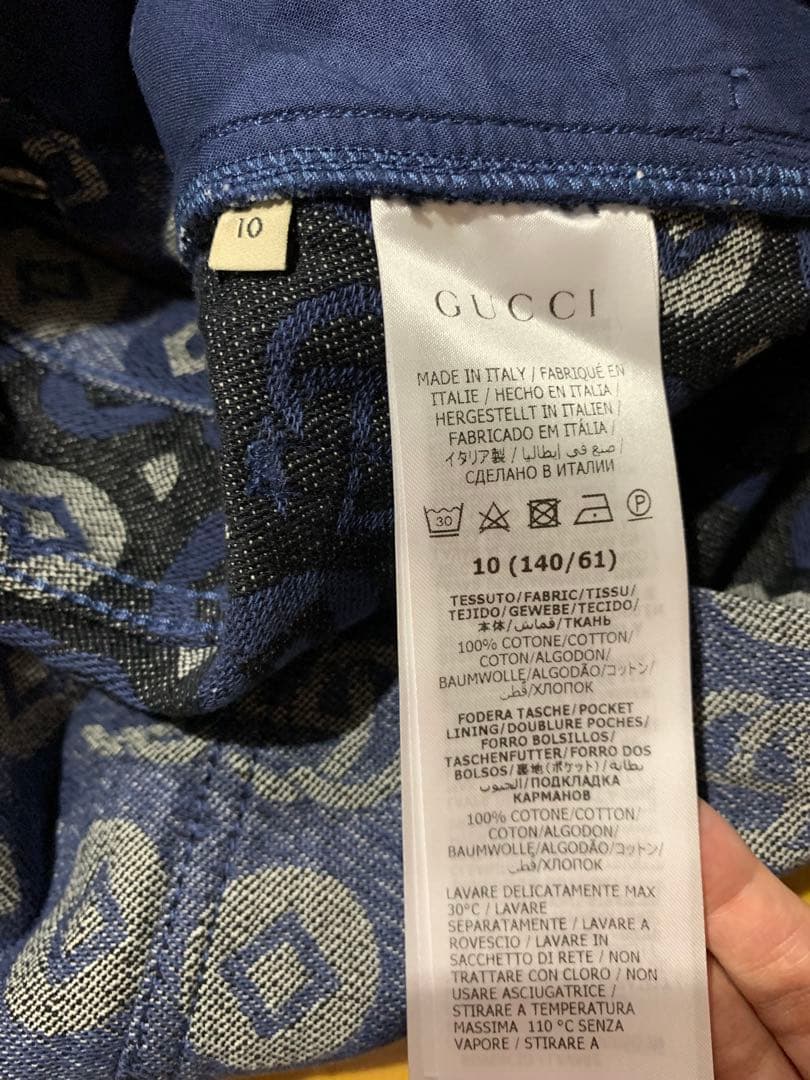 10
GUCCI
MADE IN ITALY / FABRIQUÉ EN
ITALIE / HECHO EN ITALIA /
HERGESTELLT IN ITALIEN /
FABRICADO EM ITÁLIA /
イタリア製 / صنع في إيطاليا /
СДЕЛАНО В ИТАЛИИ
30
P
10 (140/61)
TESSUTO/FABRIC/TISSU/
TEJIDO/GEWEBE/TECIDO/
本体/قماش/ТКАНЬ
100% COTONE/COTTON/
COTON/ALGODON/
BAUMWOLLE/ALGODÃO/コットン/
قطن/ХЛОПОК
FODERA TASCHE/POCKET
LINING/DOUBLURE POCHES/
FORRO BOLSILLOS/
TASCHENFUTTER/FORRO DOS
BOLSOS/裏地(ポケット)/بطانة
الجيوب/ПОДКЛАДКА
КАРМАНОВ
100% COTONE/COTTON/
COTON/ALGODON/
BAUMWOLLE/ALGODÃO/コットン/
قطن/ХЛОПОК
LAVARE DELICATAMENTE MAX
30°C / LAVARE
SEPARATAMENTE / LAVARE A
ROVESCIO / LAVARE IN
SACCHETTO DI RETE / NON
TRATTARE CON CLORO / NON
USARE ASCIUGATRICE /
STIRARE A TEMPERATURA
MASSIMA 110 °C SENZA
VAPORE / STIRARE A